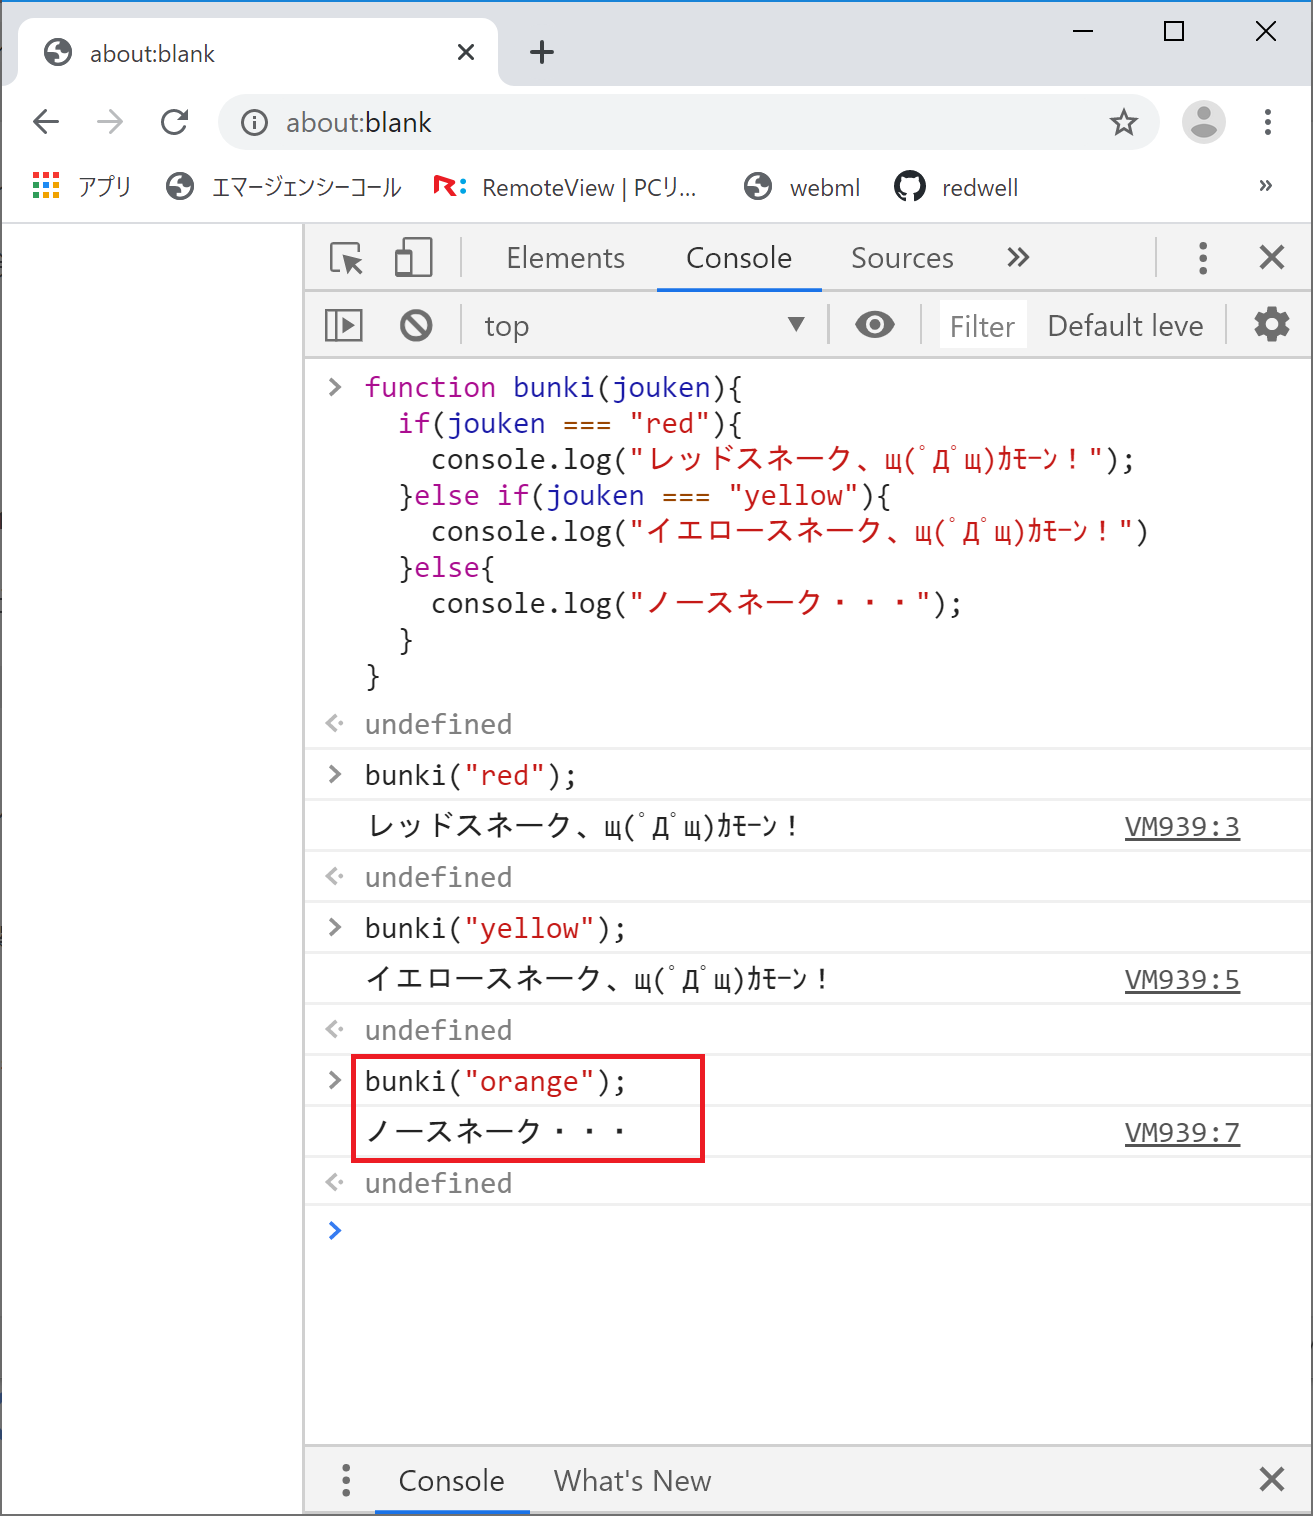 about:blank
about:blank
アプリ エマージェンシーコール RemoteView | PCリ... webml redwell »
Elements Console Sources »
top ▼ Filter Default leve
> function bunki(jouken){
  if(jouken === "red"){
    console.log("レッドスネーク、щ(ﾟДﾟщ)ｶﾓｰﾝ！");
  }else if(jouken === "yellow"){
    console.log("イエロースネーク、щ(ﾟДﾟщ)ｶﾓｰﾝ！")
  }else{
    console.log("ノースネーク・・・");
  }
}
undefined
> bunki("red");
レッドスネーク、щ(ﾟДﾟщ)ｶﾓｰﾝ！ VM939:3
undefined
> bunki("yellow");
イエロースネーク、щ(ﾟДﾟщ)ｶﾓｰﾝ！ VM939:5
undefined
> bunki("orange");
ノースネーク・・・ VM939:7
undefined
>
Console What's New